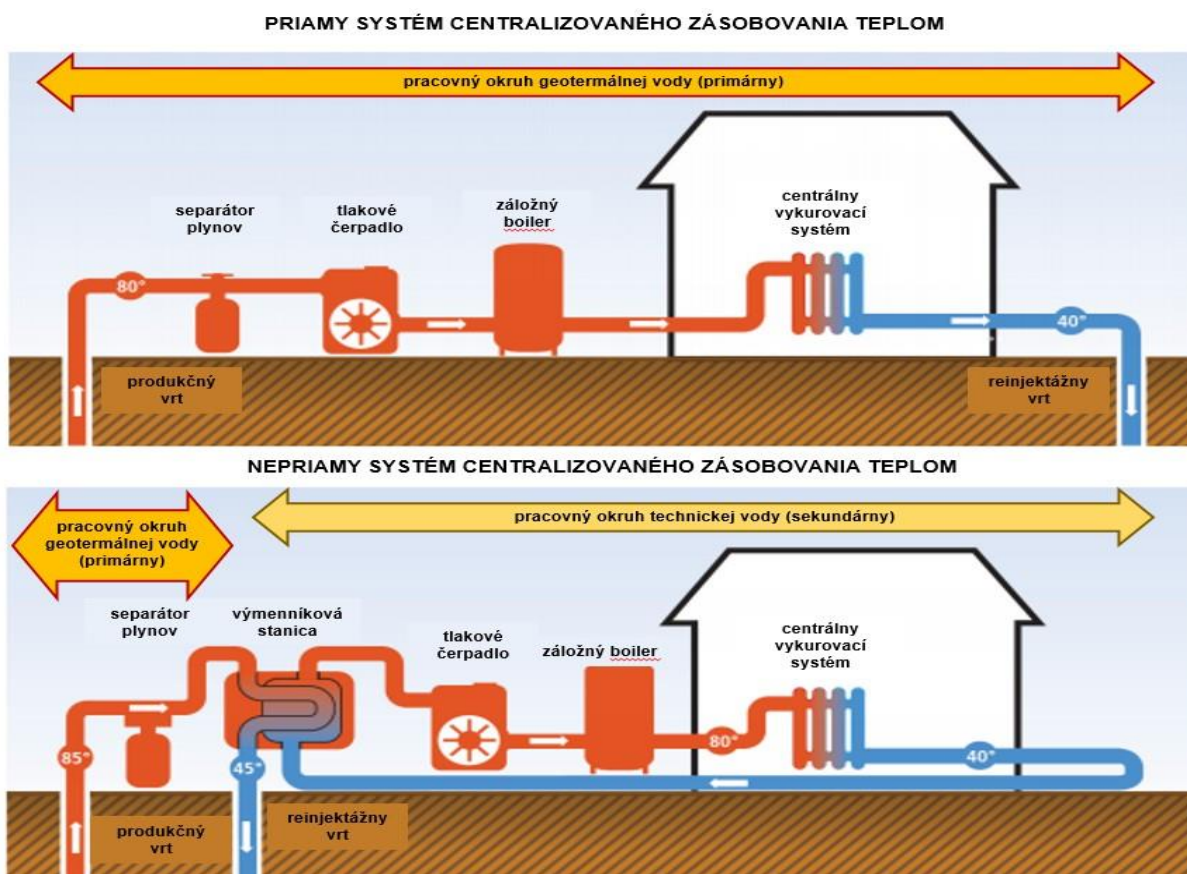 PRIAMY SYSTÉM CENTRALIZOVANÉHO ZÁSOBOVANIA TEPLOM
pracovný okruh geotermálnej vody (primárny)
separátor
plynov
tlakové
čerpadlo
záložný
boiler
centrálny
vykurovací
systém
80°
40°
produkčný
vrt
reinjektážny
vrt
NEPRIAMY SYSTÉM CENTRALIZOVANÉHO ZÁSOBOVANIA TEPLOM
pracovný okruh
geotermálnej vody
(primárny)
pracovný okruh technickej vody (sekundárny)
separátor
plynov
výmenníková
stanica
tlakové
čerpadlo
záložný boiler
centrálny
vykurovací
systém
85°
45°
80°
40°
produkčný
vrt
reinjektážny
vrt